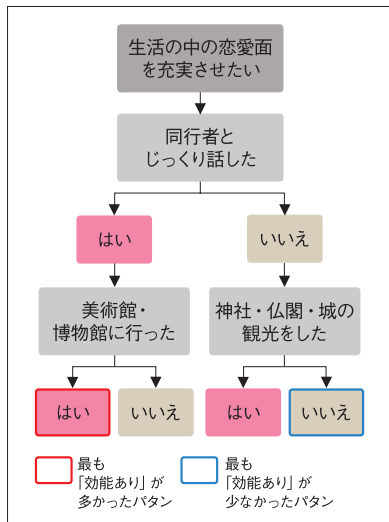 生活の中の恋愛面
を充実させたい
同行者と
じっくり話した
はい
いいえ
美術館・
博物館に行った
神社・仏閣・城の
観光をした
はい
いいえ
はい
いいえ
最も
「効能あり」が
多かったパタン
最も
「効能あり」が
少なかったパタン